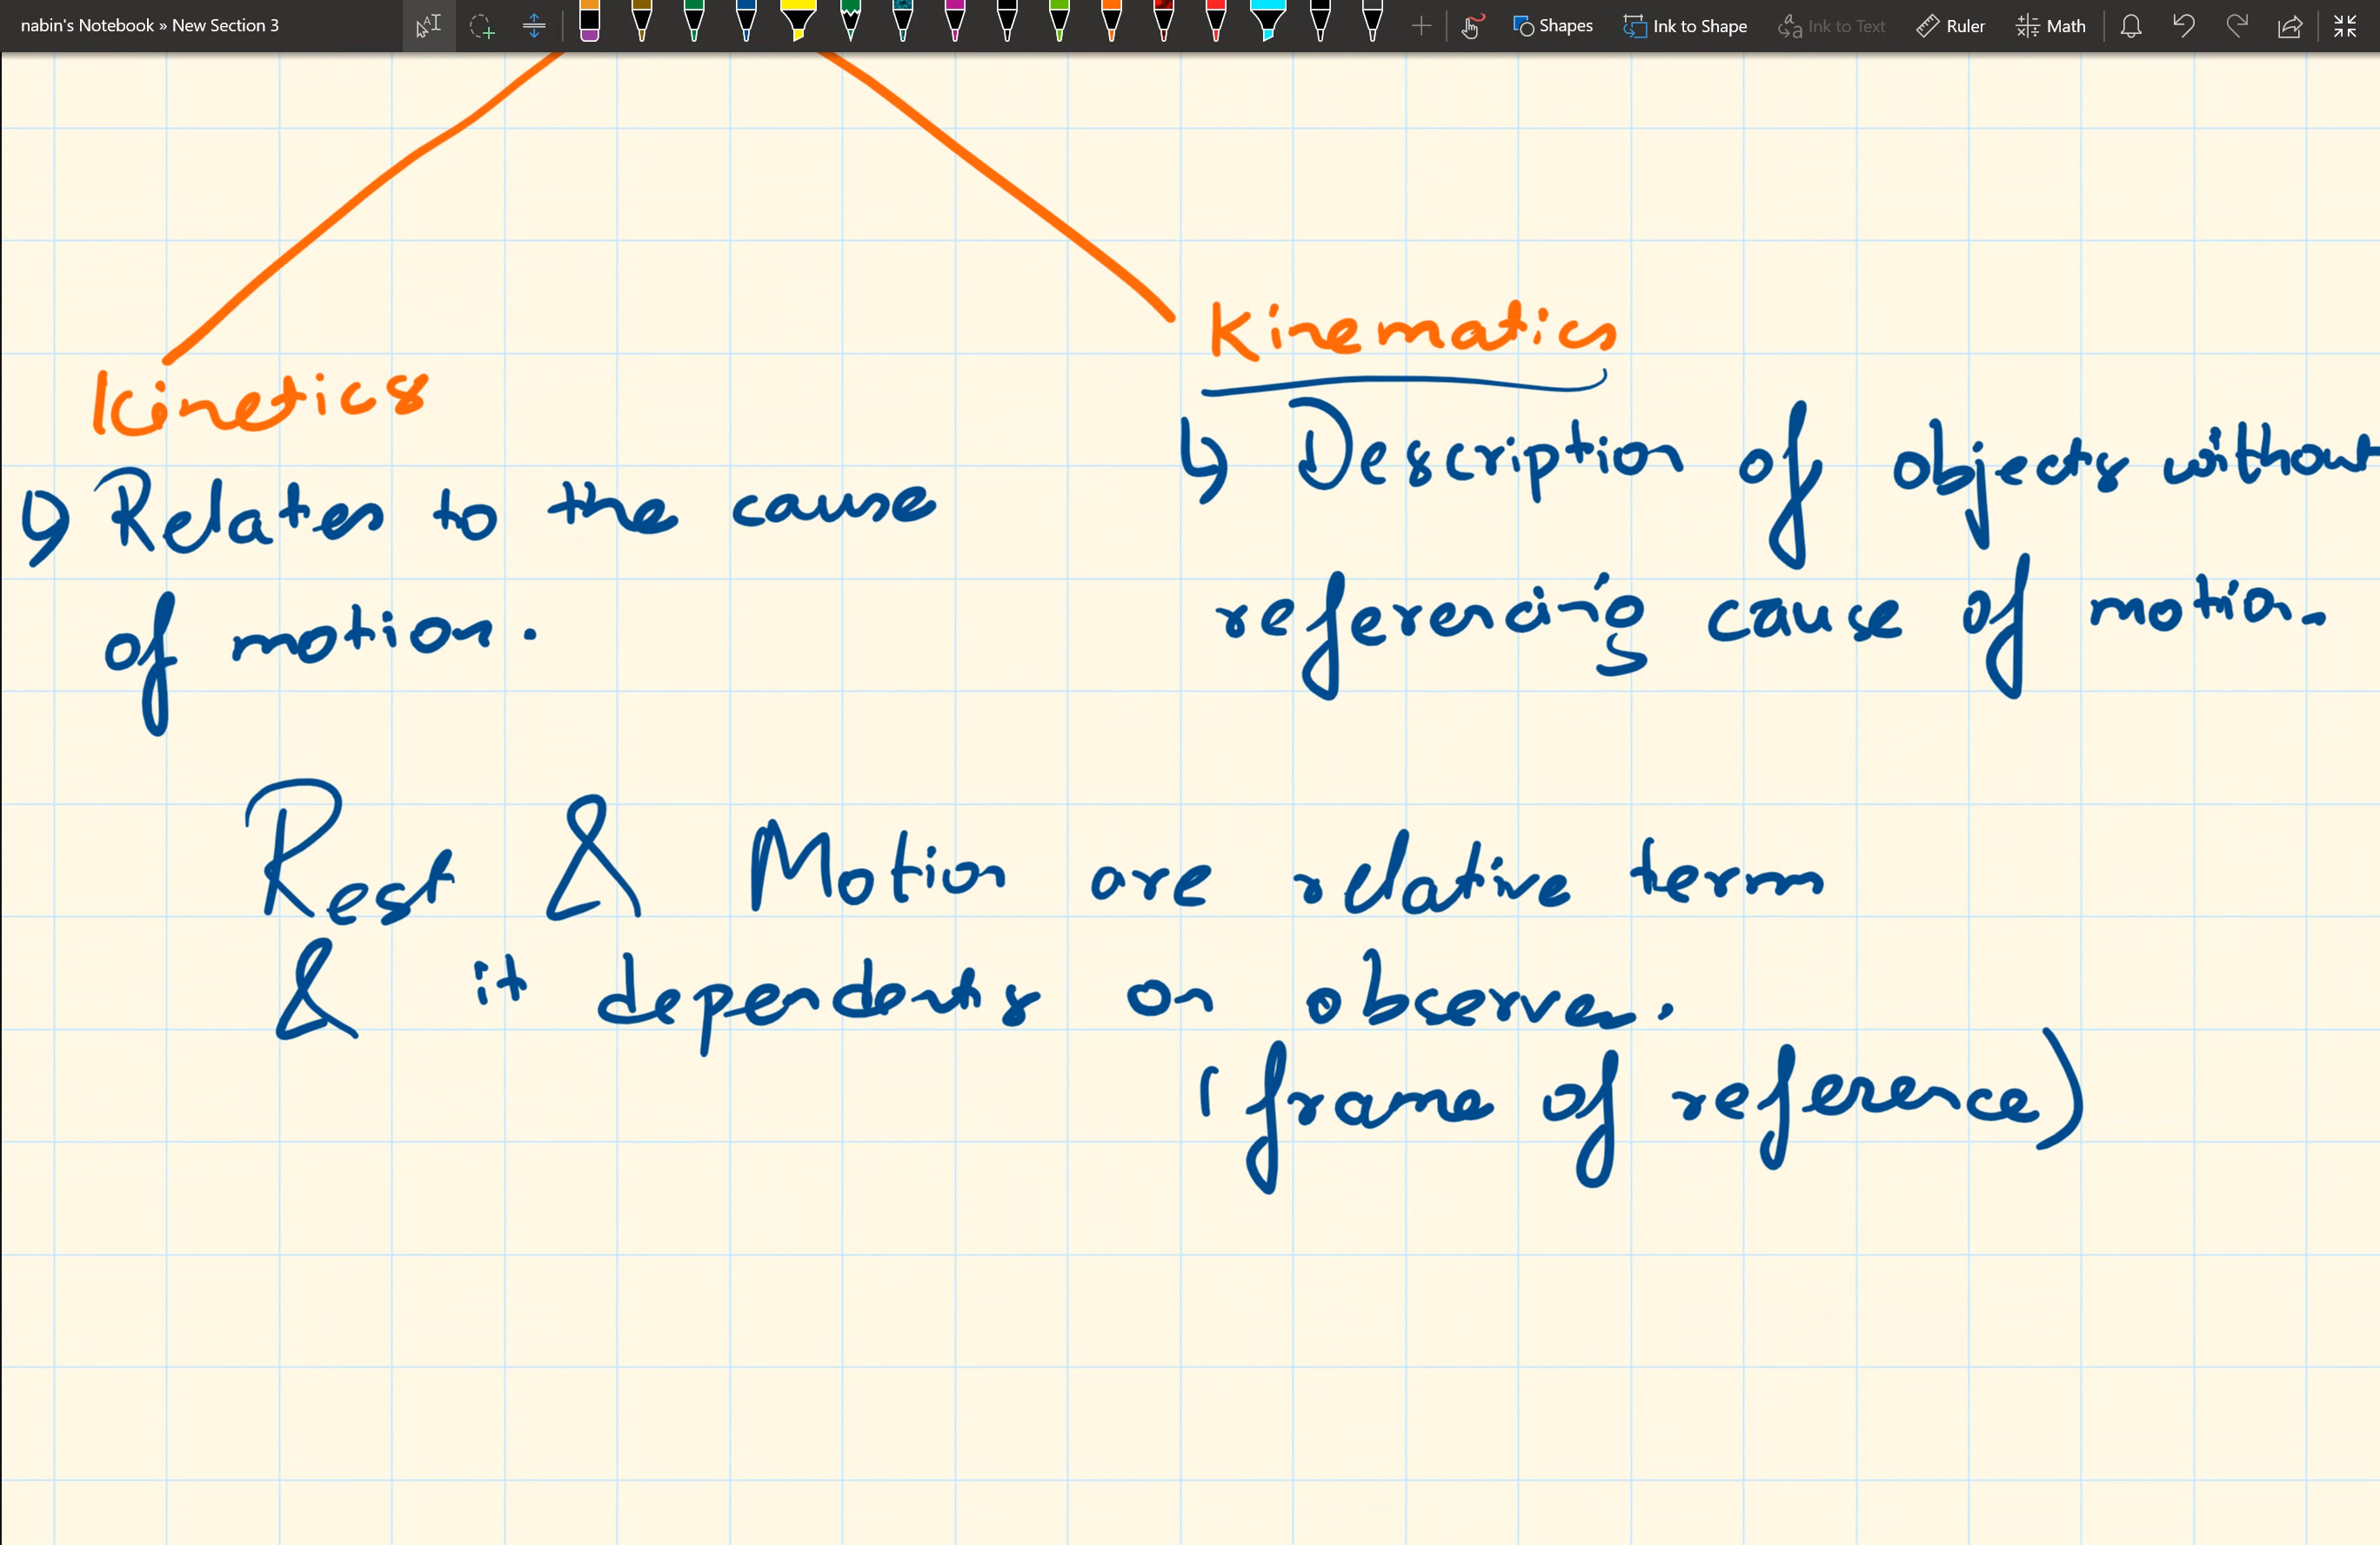 nabin's Notebook » New Section 3
Shapes
Ink to Shape
Ink to Text
Ruler
Math
Kinematics
Kinetics
↳ Description of objects without
referencing cause of motion.
↳ Relates to the cause
of motion.
Rest & Motion are relative term
& it dependents on observer.
(frame of reference)